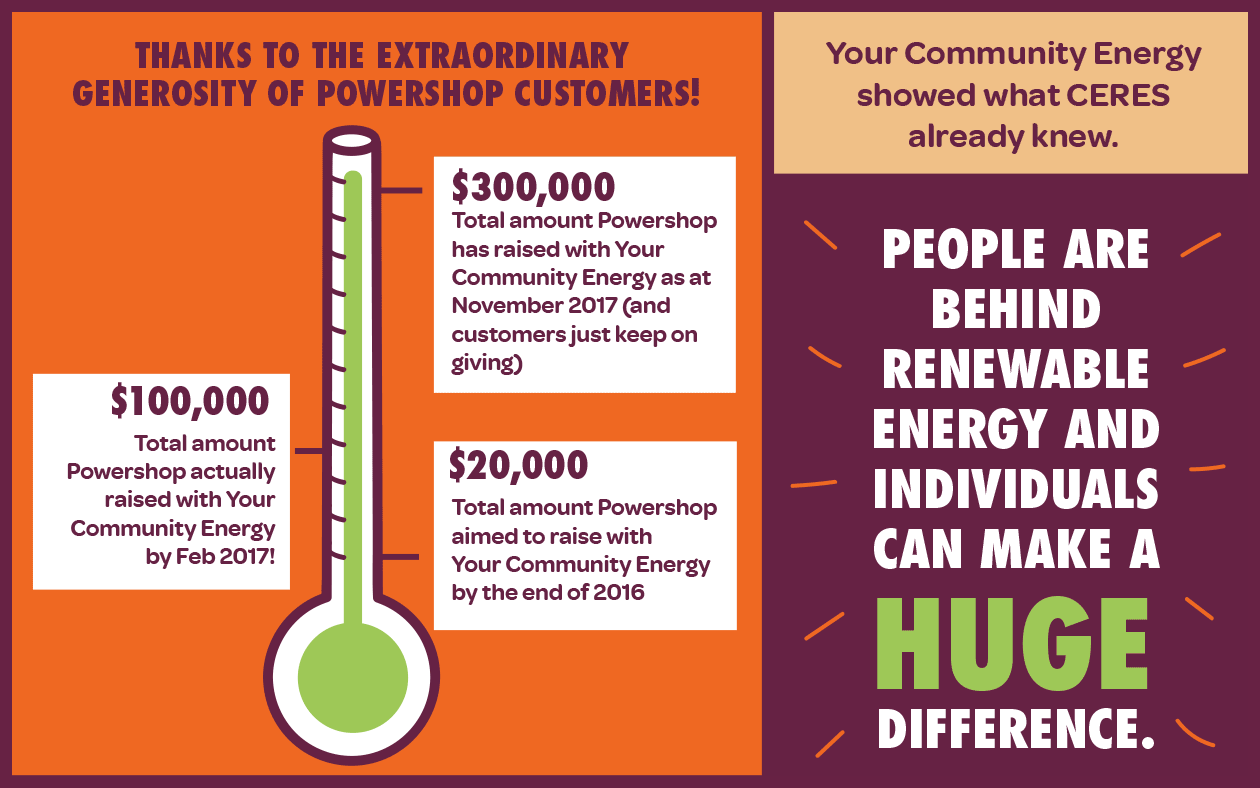 THANKS TO THE EXTRAORDINARY
GENEROSITY OF POWERSHOP CUSTOMERS!
$300,000
Total amount Powershop
has raised with Your
Community Energy as at
November 2017 (and
customers just keep on
giving)
$100,000
Total amount
Powershop actually
raised with Your
Community Energy
by Feb 2017!
$20,000
Total amount Powershop
aimed to raise with
Your Community Energy
by the end of 2016
Your Community Energy
showed what CERES
already knew.
PEOPLE ARE
BEHIND
RENEWABLE
ENERGY AND
INDIVIDUALS
CAN MAKE A
HUGE
DIFFERENCE.